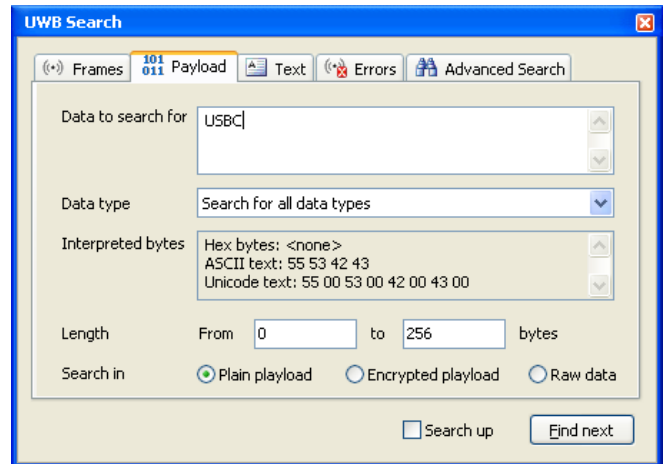 UWB Search
Frames 101 011 Payload Text Errors Advanced Search
Data to search for USBC
Data type Search for all data types
Interpreted bytes Hex bytes: <none>
ASCII text: 55 53 42 43
Unicode text: 55 00 53 00 42 00 43 00
Length From 0 to 256 bytes
Search in Plain playload Encrypted playload Raw data
Search up Find next